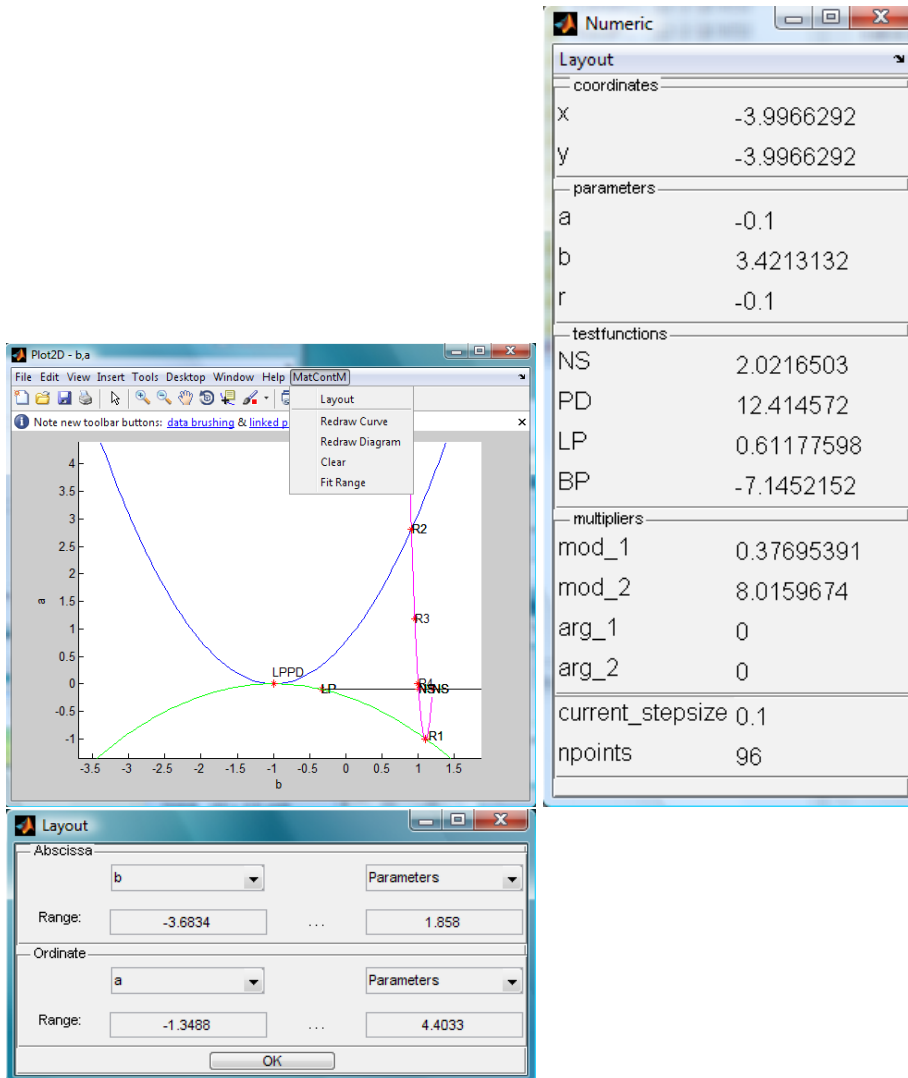 Numeric
Layout
coordinates
x -3.9966292
y -3.9966292
parameters
a -0.1
b 3.4213132
r -0.1
testfunctions
NS 2.0216503
PD 12.414572
LP 0.61177598
BP -7.1452152
multipliers
mod_1 0.37695391
mod_2 8.0159674
arg_1 0
arg_2 0
current_stepsize 0.1
npoints 96
Plot2D - b,a
File Edit View Insert Tools Desktop Window Help MatContM
Layout
Redraw Curve
Redraw Diagram
Clear
Fit Range
Note new toolbar buttons: data brushing & linked p
4
3.5
3
R2
2.5
2
a
1.5
R3
1
0.5
LPPD
0
R4
LP
NS NS
-0.5
-1
R1
-3.5 -3 -2.5 -2 -1.5 -1 -0.5 0 0.5 1 1.5
b
Layout
Abscissa
b Parameters
Range: -3.6834 ... 1.858
Ordinate
a Parameters
Range: -1.3488 ... 4.4033
OK